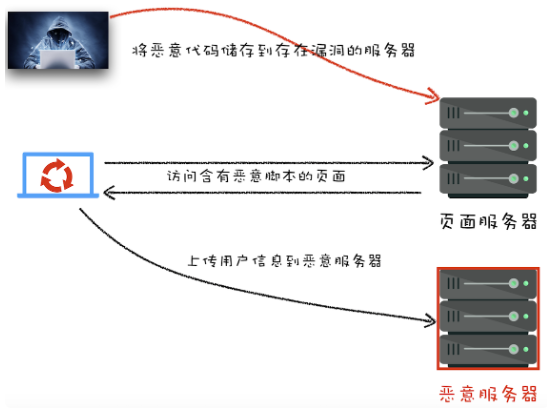 将恶意代码储存到存在漏洞的服务器
访问含有恶意脚本的页面
页面服务器
上传用户信息到恶意服务器
恶意服务器